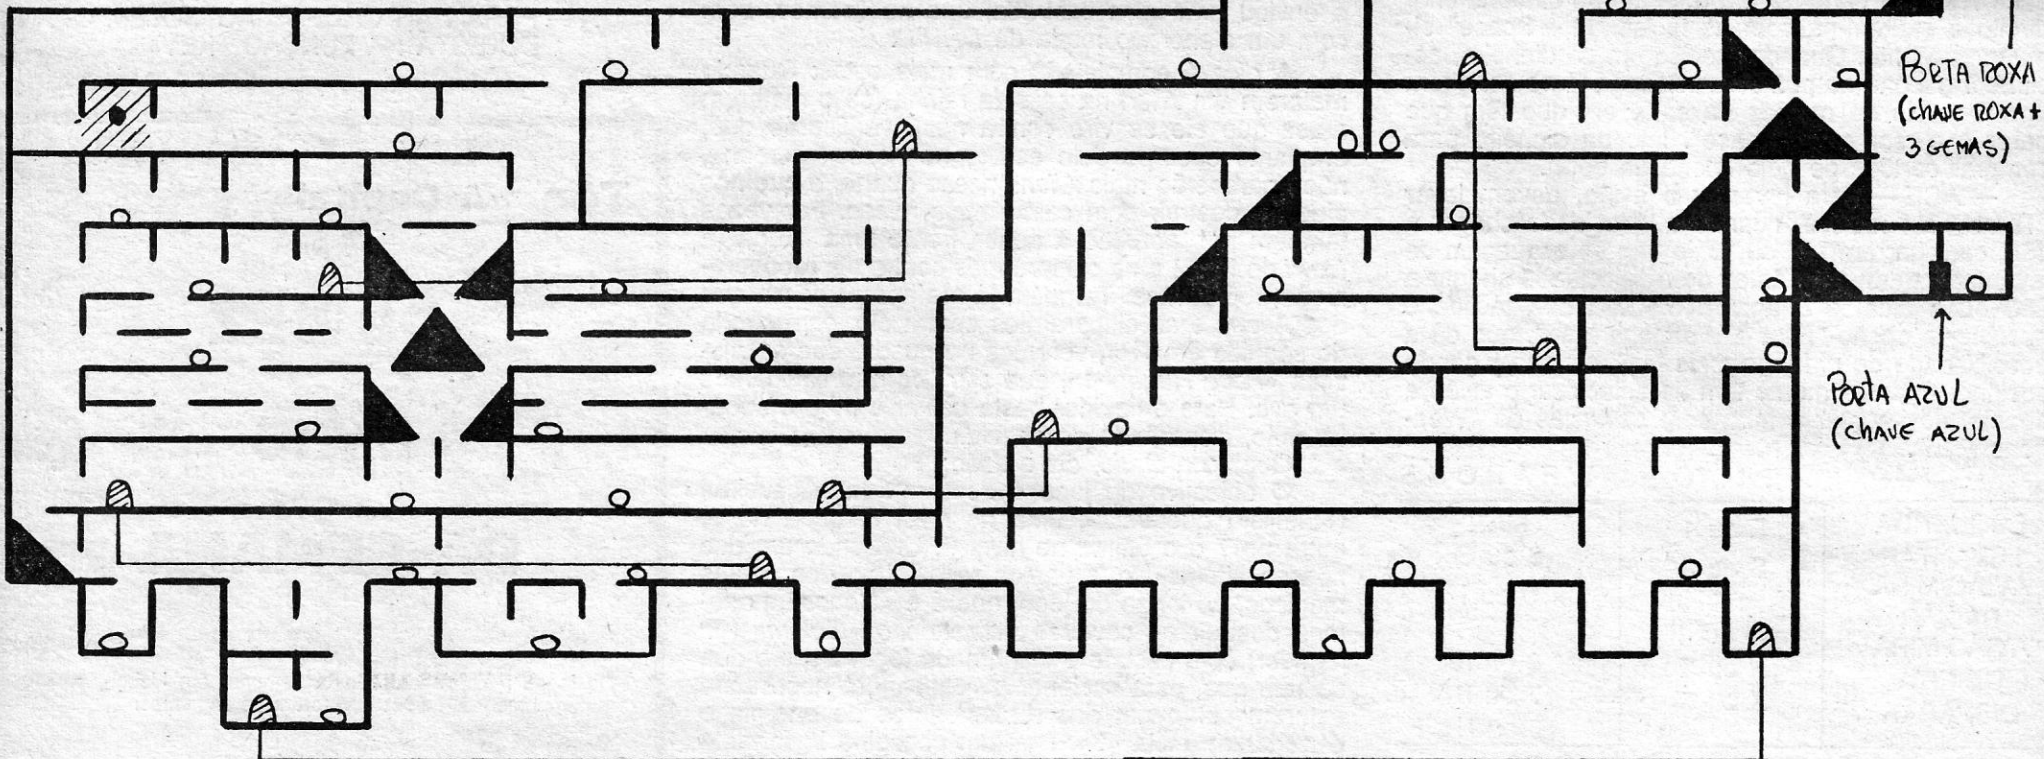 PORTA ROXA
(CHAVE ROXA +
3 GEMAS)
PORTA AZUL
(CHAVE AZUL)